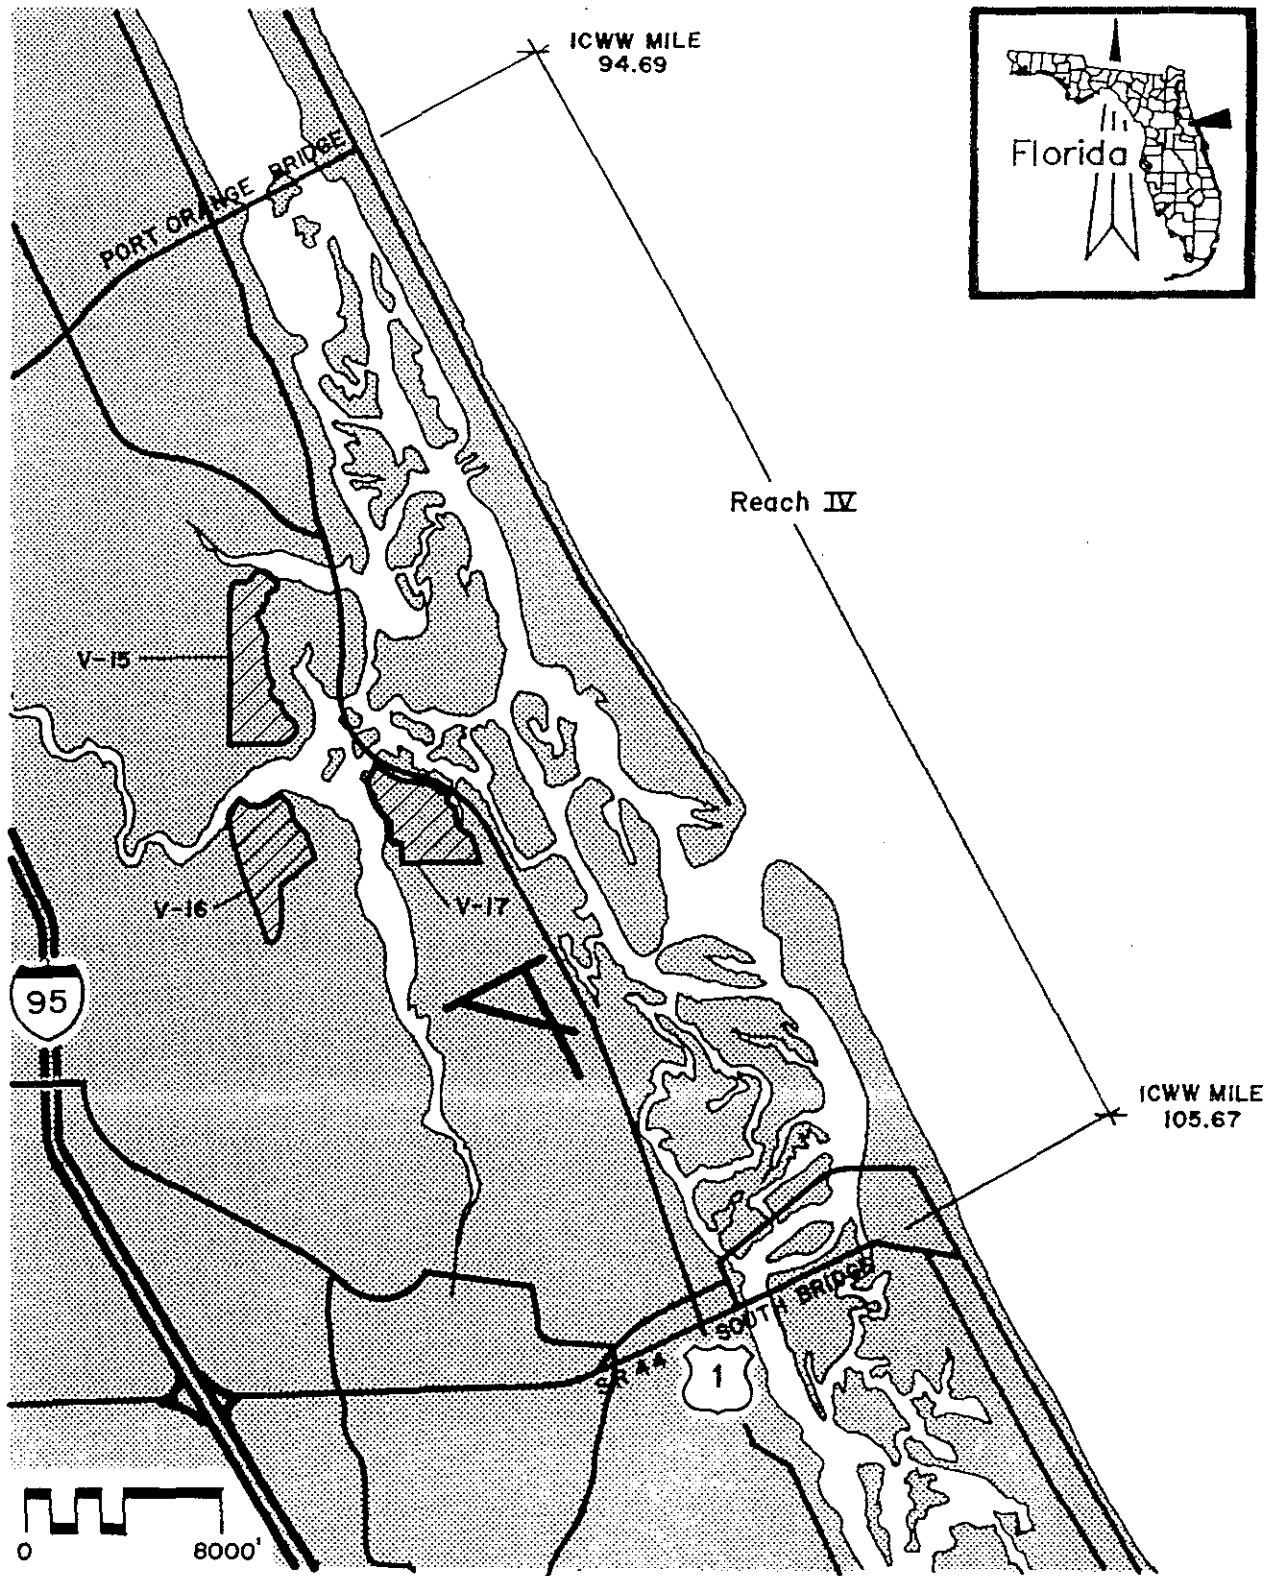 ICWW MILE
94.69
Florida
PORT ORANGE BRIDGE
Reach IV
V-15
V-16
V-17
95
ICWW MILE
105.67
SOUTH BRIDGE
SR 44
1
0 8000'